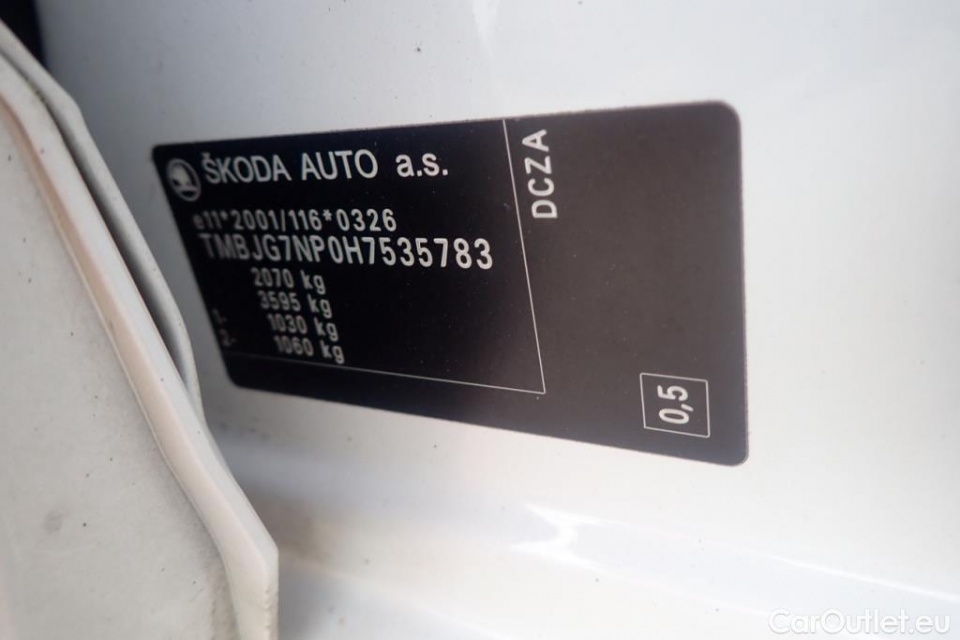 ŠKODA AUTO a.s.
e11*2001/116*0326
TMBJG7NP0H7535783
2070 kg
3595 kg
1- 1030 kg
2- 1060 kg
DCZA
0,5
CarOutlet.eu